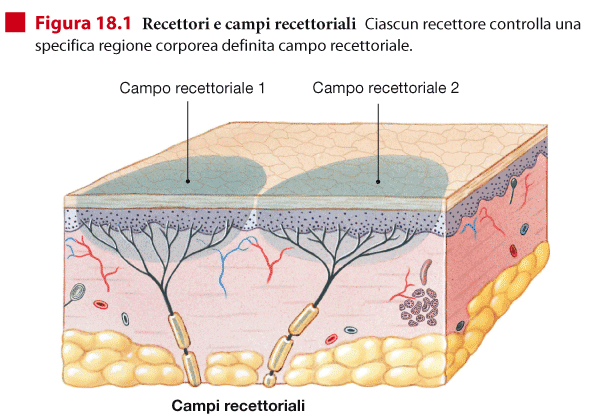 Figura 18.1 Recettori e campi recettoriali Ciascun recettore controlla una
specifica regione corporea definita campo recettoriale.
Campo recettoriale 1 Campo recettoriale 2
Campi recettoriali